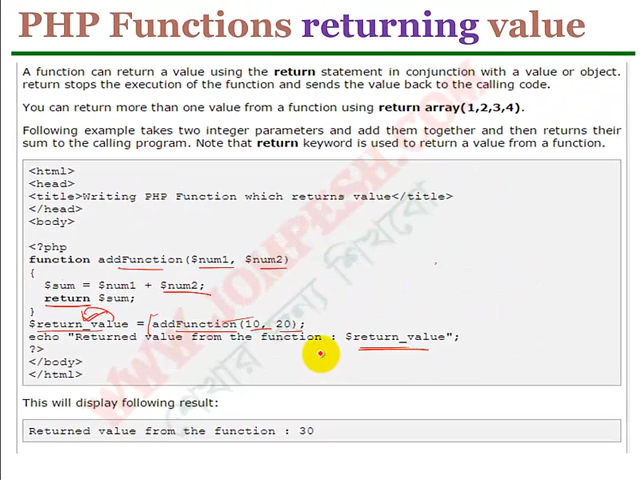 PHP Functions returning value
A function can return a value using the return statement in conjunction with a value or object.
return stops the execution of the function and sends the value back to the calling code.
You can return more than one value from a function using return array(1,2,3,4).
Following example takes two integer parameters and add them together and then returns their
sum to the calling program. Note that return keyword is used to return a value from a function.
<html>
<head>
<title>Writing PHP Function which returns value</title>
</head>
<body>
<?php
function addFunction($num1, $num2)
{
$sum = $num1 + $num2;
return $sum;
}
$return_value = addFunction(10, 20);
echo "Returned value from the function : $return_value";
?>
</body>
</html>
This will display following result:
Returned value from the function : 30
WWW.JOMPESH.COM
শেখার জন্য শিখবো